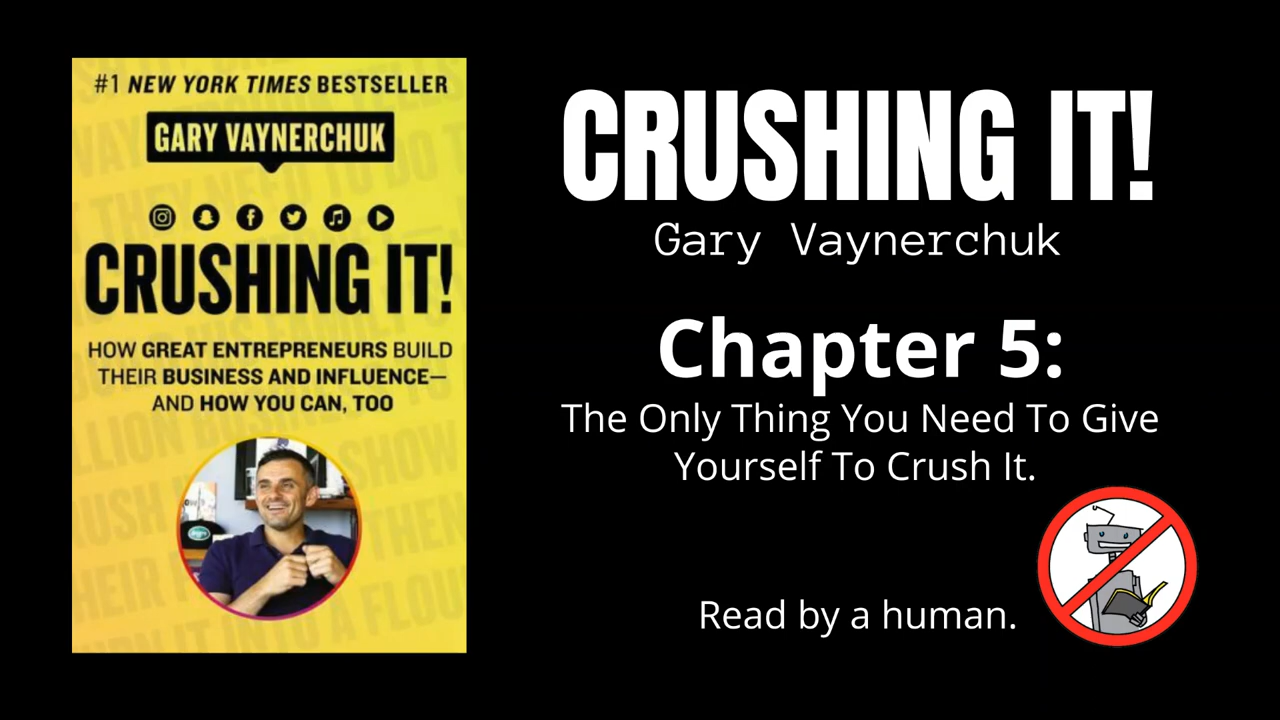 #1 NEW YORK TIMES BESTSELLER
GARY VAYNERCHUK
CRUSHING IT!
HOW GREAT ENTREPRENEURS BUILD
THEIR BUSINESS AND INFLUENCE—
AND HOW YOU CAN, TOO
CRUSHING IT!
Gary Vaynerchuk
Chapter 5:
The Only Thing You Need To Give
Yourself To Crush It.
Read by a human.